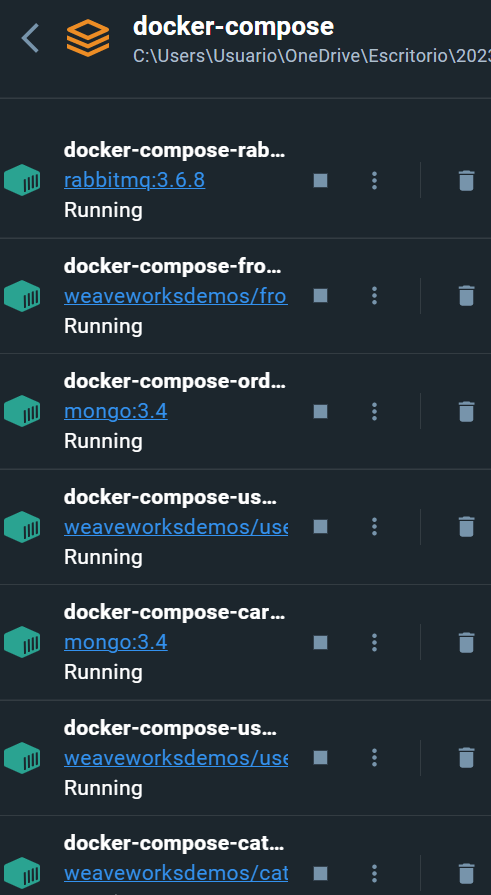 docker-compose
C:\Users\Usuario\OneDrive\Escritorio\2023
docker-compose-rab...
rabbitmq:3.6.8
Running
docker-compose-fro...
weaveworksdemos/fro
Running
docker-compose-ord...
mongo:3.4
Running
docker-compose-us...
weaveworksdemos/use
Running
docker-compose-car...
mongo:3.4
Running
docker-compose-us...
weaveworksdemos/use
Running
docker-compose-cat...
weaveworksdemos/cat